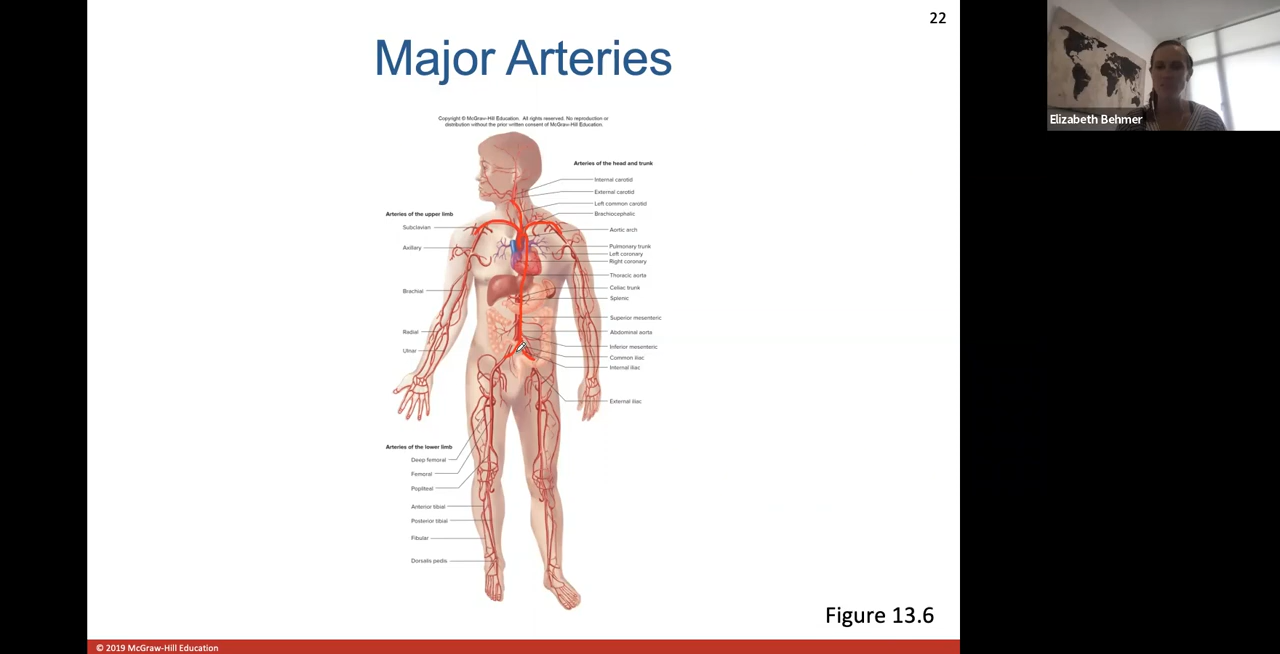 22
Major Arteries
Copyright © McGraw-Hill Education. All rights reserved. No reproduction or
distribution without the prior written consent of McGraw-Hill Education.
Arteries of the head and trunk
Internal carotid
External carotid
Left common carotid
Brachiocephalic
Aortic arch
Pulmonary trunk
Left coronary
Right coronary
Thoracic aorta
Celiac trunk
Splenic
Superior mesenteric
Abdominal aorta
Inferior mesenteric
Common iliac
Internal iliac
External iliac
Arteries of the upper limb
Subclavian
Axillary
Brachial
Radial
Ulnar
Arteries of the lower limb
Deep femoral
Femoral
Popliteal
Anterior tibial
Posterior tibial
Fibular
Dorsalis pedis
Figure 13.6
© 2019 McGraw-Hill Education
Elizabeth Behmer